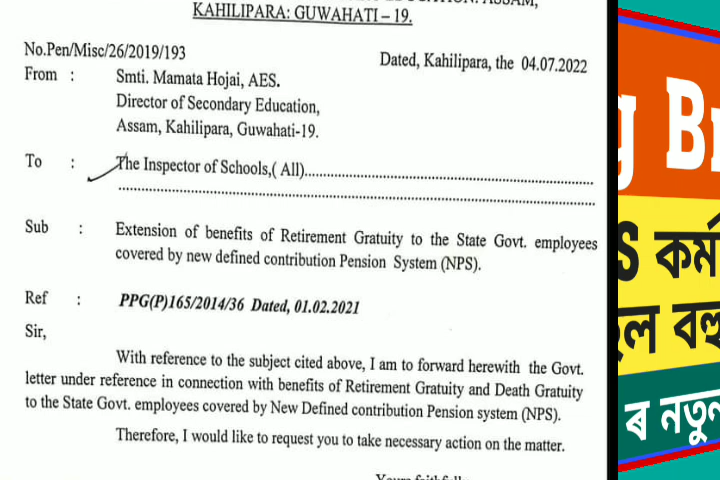 KAHILIPARA: GUWAHATI – 19.
No.Pen/Misc/26/2019/193
Dated, Kahilipara, the 04.07.2022
From :
Smti. Mamata Hojai, AES.
Director of Secondary Education,
Assam, Kahilipara, Guwahati-19.
To :
The Inspector of Schools,( All)
Sub :
Extension of benefits of Retirement Gratuity to the State Govt. employees
covered by new defined contribution Pension System (NPS).
Ref :
PPG(P)165/2014/36 Dated, 01.02.2021
Sir,
With reference to the subject cited above, I am to forward herewith the Govt.
letter under reference in connection with benefits of Retirement Gratuity and Death Gratuity
to the State Govt. employees covered by New Defined contribution Pension system (NPS).
Therefore, I would like to request you to take necessary action on the matter.
ৰ নতুন